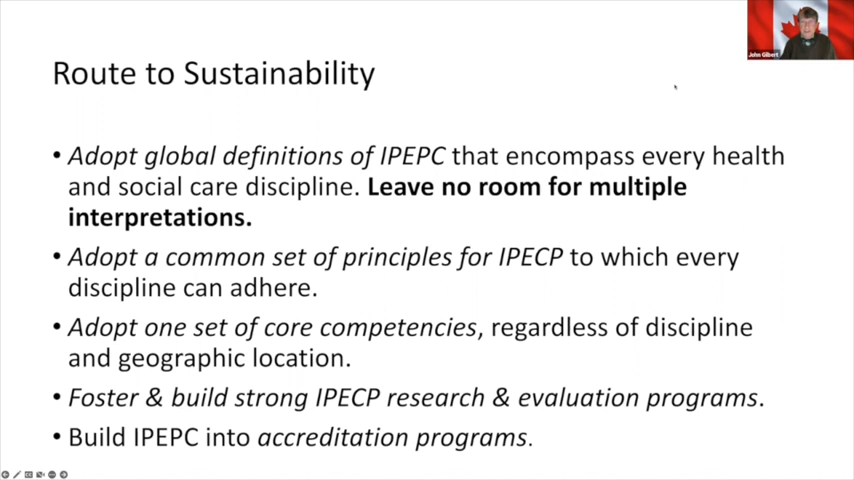 John Gilbert
Route to Sustainability
• Adopt global definitions of IPEPC that encompass every health
and social care discipline. Leave no room for multiple
interpretations.
• Adopt a common set of principles for IPECP to which every
discipline can adhere.
• Adopt one set of core competencies, regardless of discipline
and geographic location.
• Foster & build strong IPECP research & evaluation programs.
• Build IPEPC into accreditation programs.